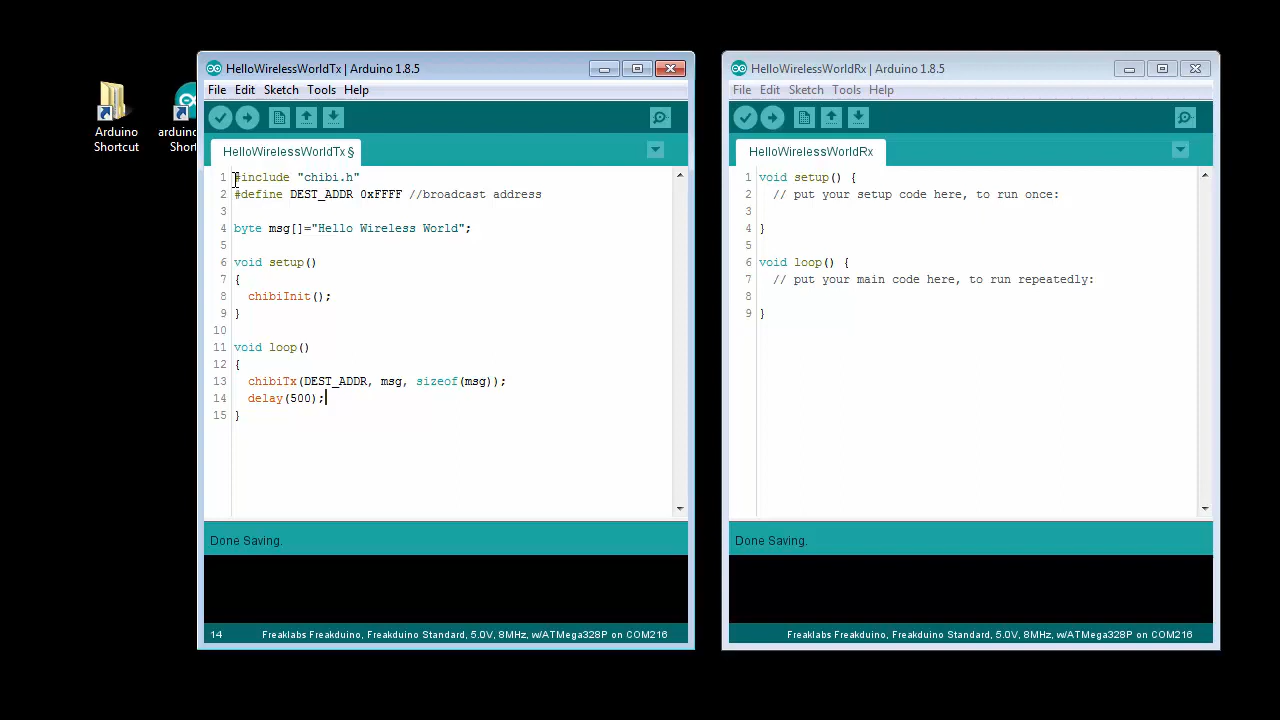 Arduino
Shortcut
HelloWirelessWorldTx | Arduino 1.8.5
File Edit Sketch Tools Help
HelloWirelessWorldTx §
1 #include "chibi.h"
2 #define DEST_ADDR 0xFFFF //broadcast address
3
4 byte msg[]="Hello Wireless World";
5
6 void setup()
7 {
8 chibiInit();
9 }
10
11 void loop()
12 {
13 chibiTx(DEST_ADDR, msg, sizeof(msg));
14 delay(500);
15 }
Done Saving.
14 Freaklabs Freakduino, Freakduino Standard, 5.0V, 8MHz, w/ATMega328P on COM216
HelloWirelessWorldRx | Arduino 1.8.5
File Edit Sketch Tools Help
HelloWirelessWorldRx
1 void setup() {
2 // put your setup code here, to run once:
3
4 }
5
6 void loop() {
7 // put your main code here, to run repeatedly:
8
9 }
Done Saving.
Freaklabs Freakduino, Freakduino Standard, 5.0V, 8MHz, w/ATMega328P on COM216